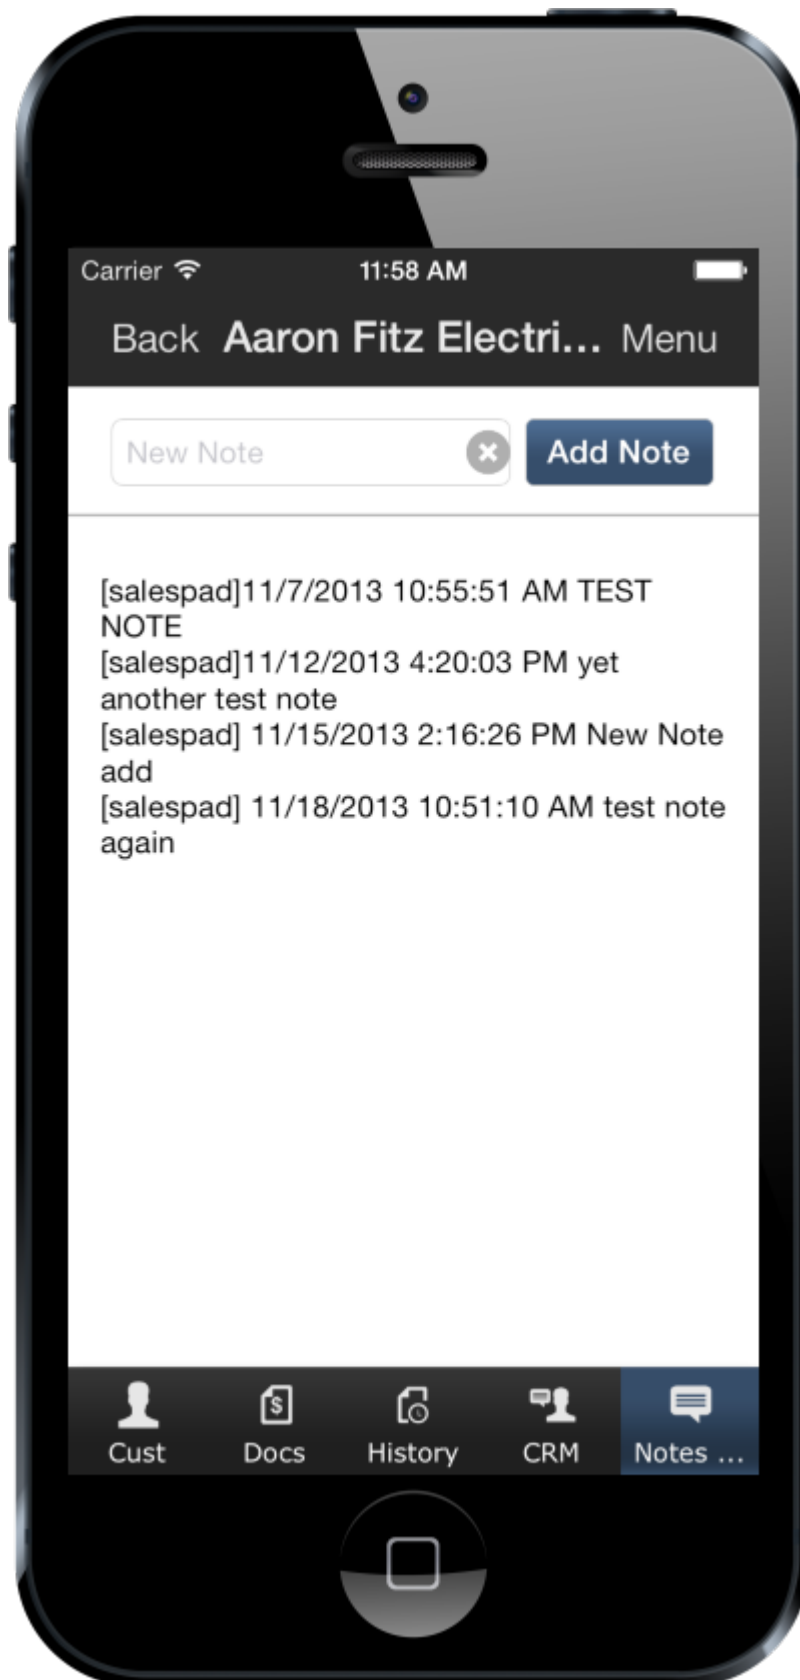 Carrier 11:58 AM
Back Aaron Fitz Electri... Menu
New Note Add Note
[salespad]11/7/2013 10:55:51 AM TEST
NOTE
[salespad]11/12/2013 4:20:03 PM yet
another test note
[salespad] 11/15/2013 2:16:26 PM New Note
add
[salespad] 11/18/2013 10:51:10 AM test note
again
$
Cust Docs History CRM Notes ...